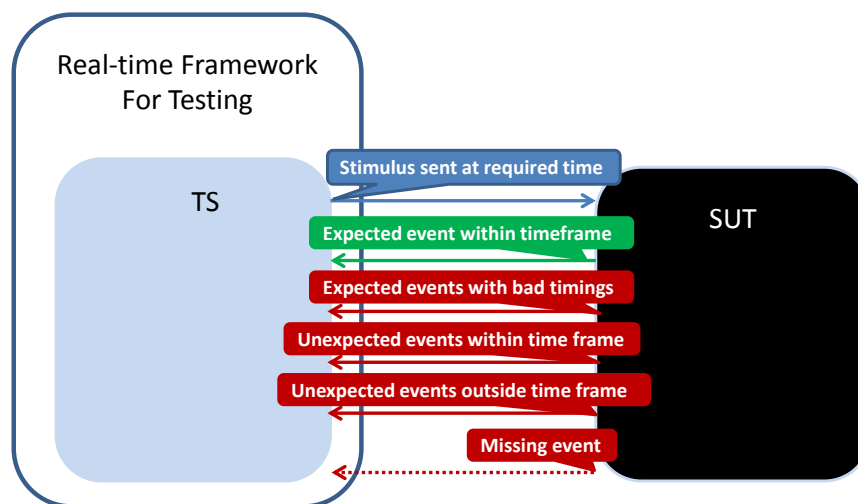 Real-time Framework
For Testing
Stimulus sent at required time
TS
SUT
Expected event within timeframe
Expected events with bad timings
Unexpected events within time frame
Unexpected events outside time frame
Missing event